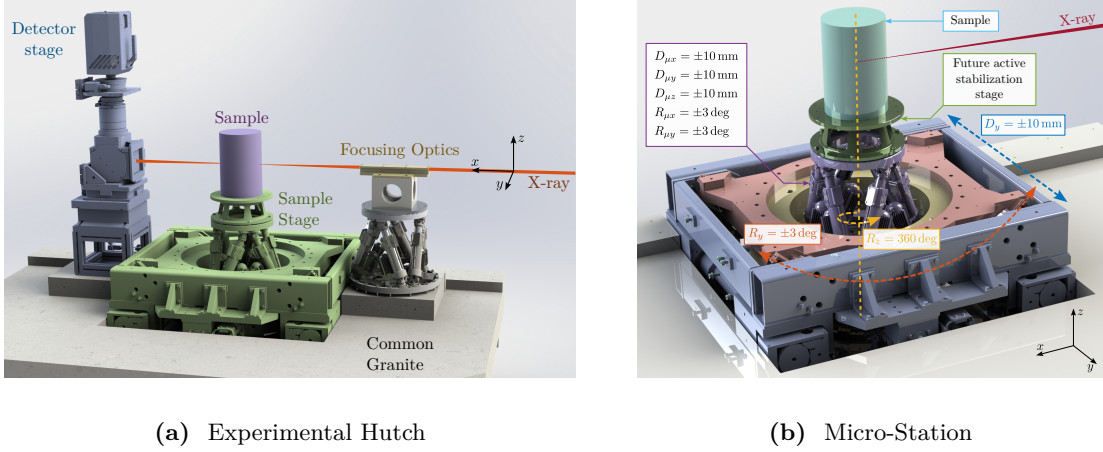 Detector
stage
Sample
Focusing Optics
z
x
y
X-ray
Sample
Stage
Common
Granite
(a) Experimental Hutch
Sample
X-ray
Dμx = ±10 mm
Dμy = ±10 mm
Dμz = ±10 mm
Rμx = ±3 deg
Rμy = ±3 deg
Future active
stabilization
stage
Dy = ±10 mm
Ry = ±3 deg
Rz = 360 deg
z
x
y
(b) Micro-Station